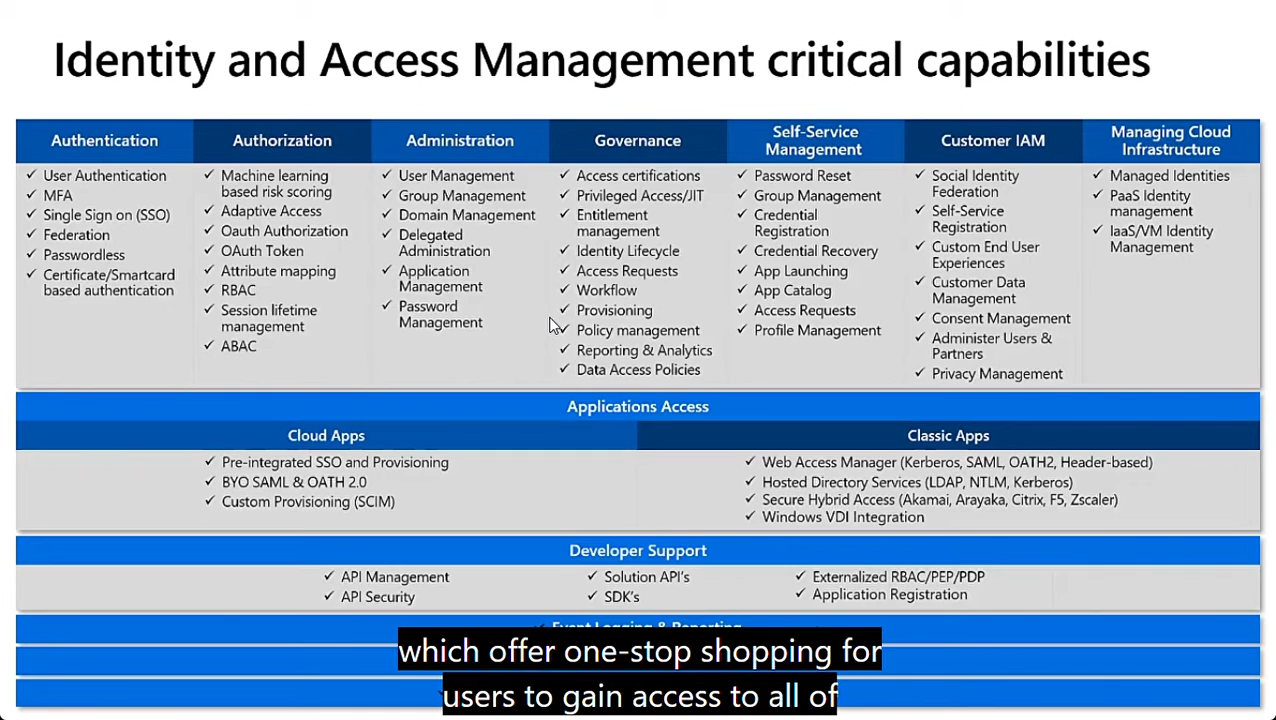 Identity and Access Management critical capabilities
Authentication
User Authentication
MFA
Single Sign on (SSO)
Federation
Passwordless
Certificate/Smartcard
based authentication
Authorization
Machine learning
based risk scoring
Adaptive Access
Oauth Authorization
OAuth Token
Attribute mapping
RBAC
Session lifetime
management
ABAC
Administration
User Management
Group Management
Domain Management
Delegated
Administration
Application
Management
Password
Management
Governance
Access certifications
Privileged Access/JIT
Entitlement
management
Identity Lifecycle
Access Requests
Workflow
Provisioning
Policy management
Reporting & Analytics
Data Access Policies
Self-Service
Management
Password Reset
Group Management
Credential
Registration
Credential Recovery
App Launching
App Catalog
Access Requests
Profile Management
Customer IAM
Social Identity
Federation
Self-Service
Registration
Custom End User
Experiences
Customer Data
Management
Consent Management
Administer Users &
Partners
Privacy Management
Managing Cloud
Infrastructure
Managed Identities
PaaS Identity
management
IaaS/VM Identity
Management
Applications Access
Cloud Apps
Pre-integrated SSO and Provisioning
BYO SAML & OATH 2.0
Custom Provisioning (SCIM)
Classic Apps
Web Access Manager (Kerberos, SAML, OATH2, Header-based)
Hosted Directory Services (LDAP, NTLM, Kerberos)
Secure Hybrid Access (Akamai, Arayaka, Citrix, F5, Zscaler)
Windows VDI Integration
Developer Support
API Management
API Security
Solution API's
SDK's
Externalized RBAC/PEP/PDP
Application Registration
Event Logging & Reporting
which offer one-stop shopping for
users to gain access to all of